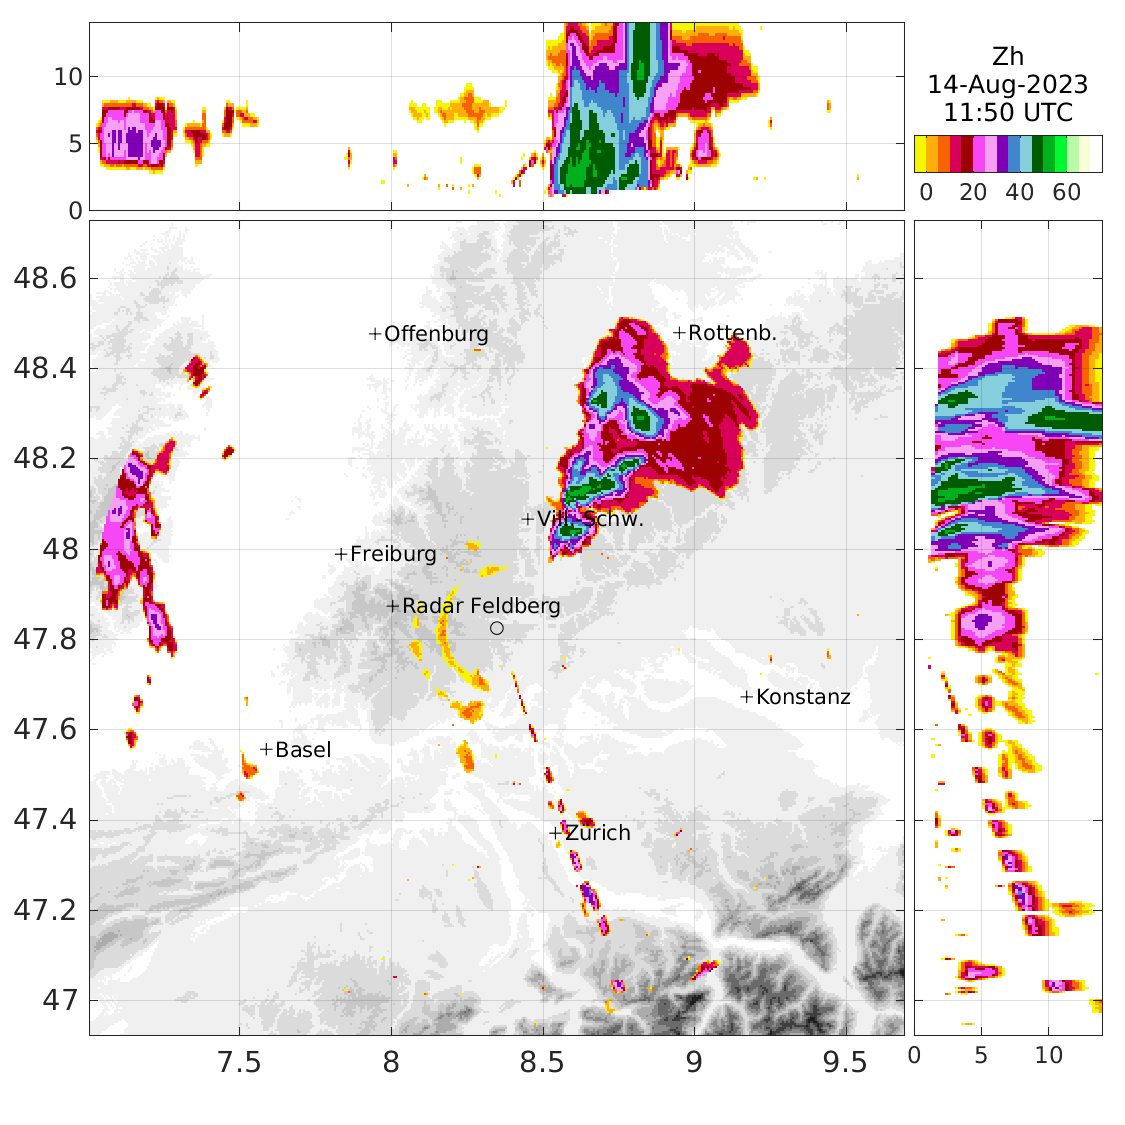 Zh
14-Aug-2023
11:50 UTC
0 20 40 60
10
5
0
48.6
48.4
48.2
48
47.8
47.6
47.4
47.2
47
+Offenburg
+Rottenb.
+Vill. Schw.
+Freiburg
+Radar Feldberg
+Konstanz
+Basel
+Zürich
7.5 8 8.5 9 9.5
0 5 10